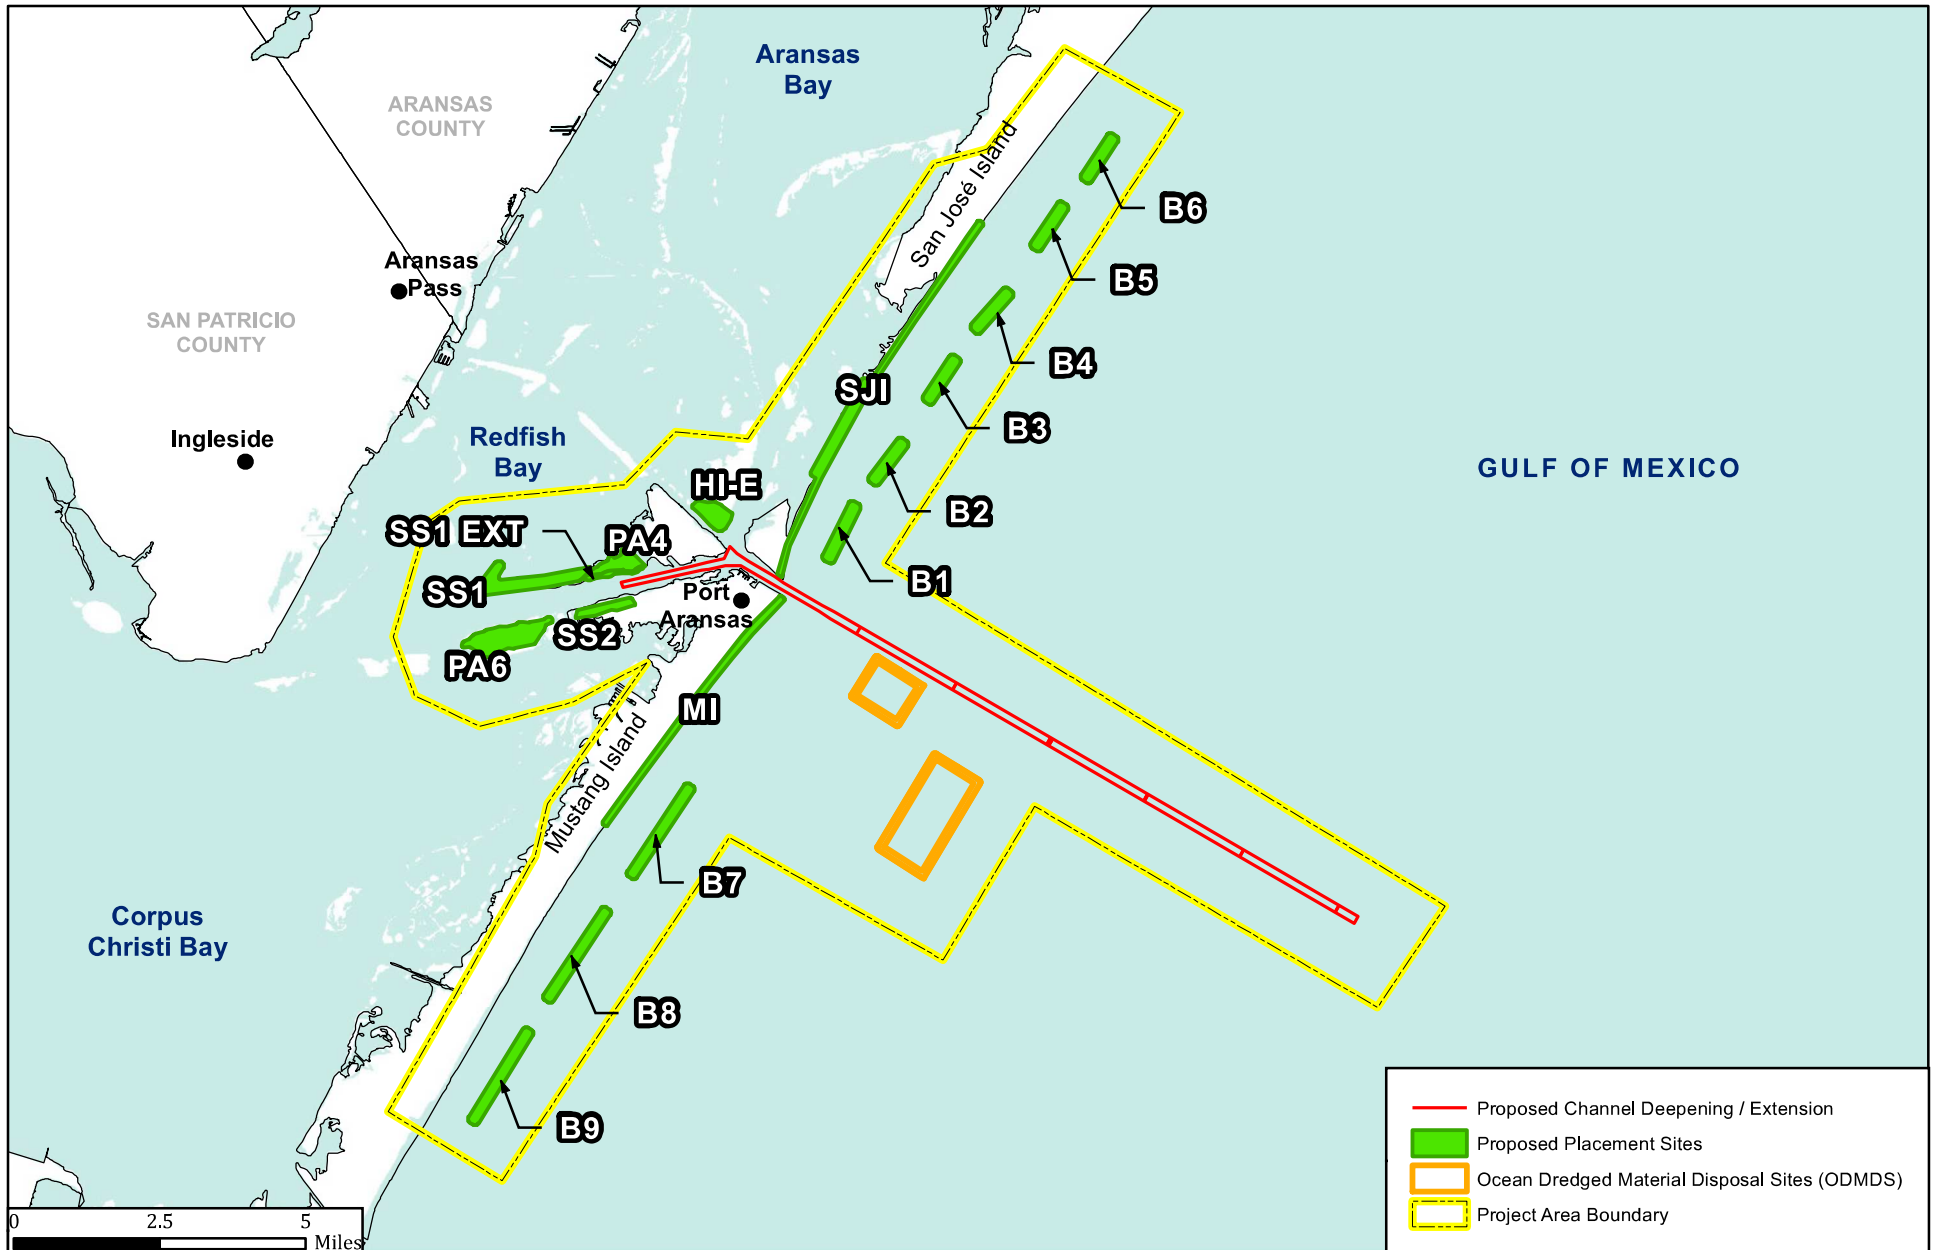 Aransas
Bay
ARANSAS
COUNTY
San José Island
B6
Aransas
Pass
B5
SAN PATRICIO
COUNTY
B4
SJI
B3
Ingleside
Redfish
Bay
GULF OF MEXICO
HI-E
B2
SS1 EXT
PA4
B1
SS1
Port
Aransas
SS2
PA6
MI
Mustang Island
B7
Corpus
Christi Bay
B8
B9
Proposed Channel Deepening / Extension
Proposed Placement Sites
Ocean Dredged Material Disposal Sites (ODMDS)
Project Area Boundary
0 2.5 5
Miles